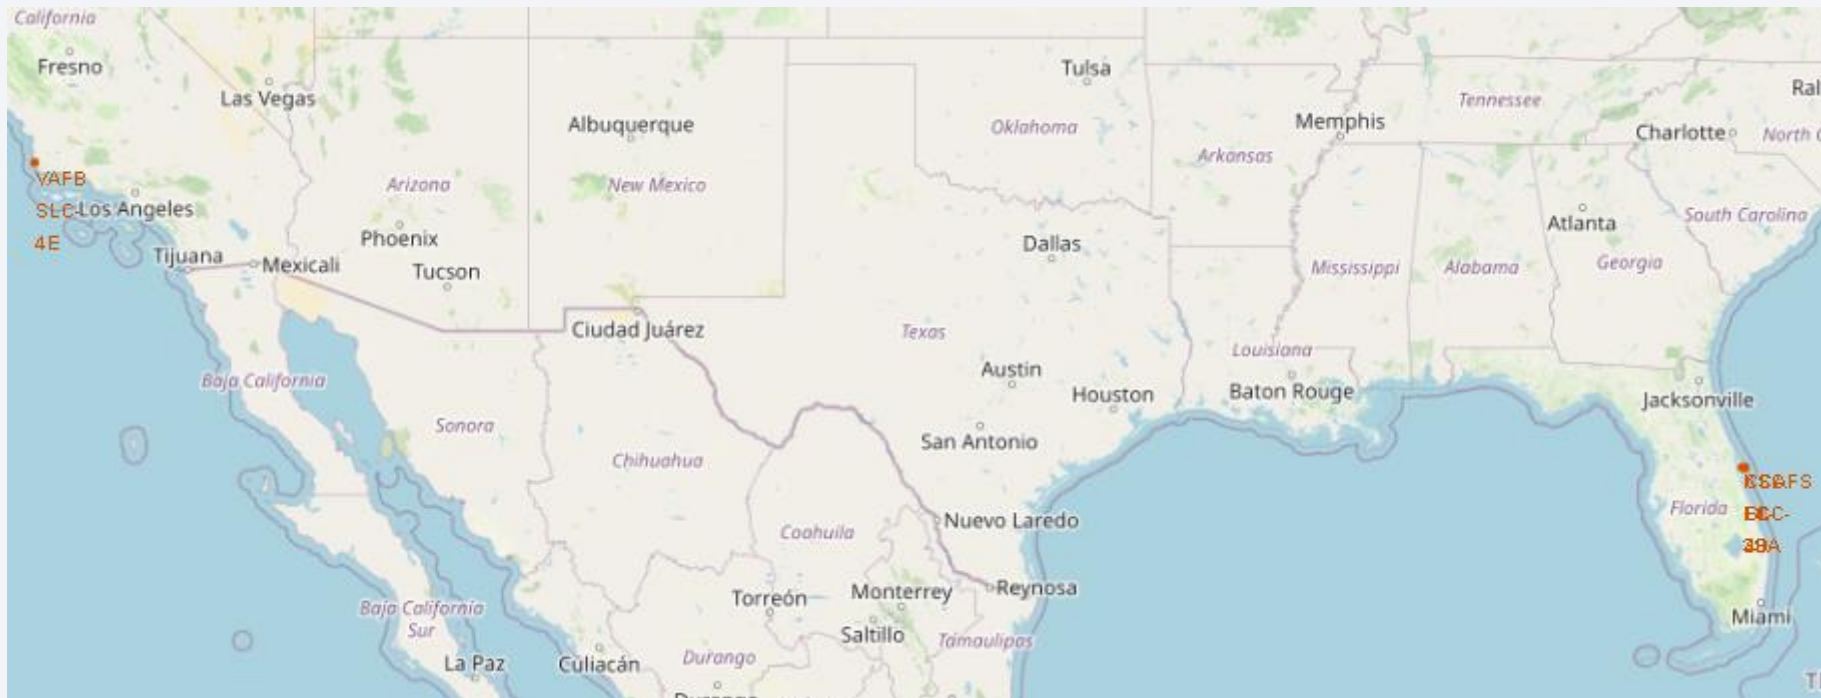 California
Fresno
Las Vegas
Tulsa
Albuquerque
Oklahoma
Memphis
Tennessee
Charlotte
Arkansas
VAFB
SLC-
4E
Los Angeles
Arizona
New Mexico
Phoenix
Tijuana
Mexicali
Tucson
Dallas
Mississippi
Alabama
Atlanta
Georgia
South Carolina
Ciudad Juárez
Texas
Louisiana
Austin
Houston
Baton Rouge
Jacksonville
Baja California
Sonora
Chihuahua
San Antonio
Florida
Coahuila
Nuevo Laredo
Baja California
Sur
Torreón
Monterrey
Reynosa
Saltillo
Tamaulipas
Miami
La Paz
Culiacán
Durango